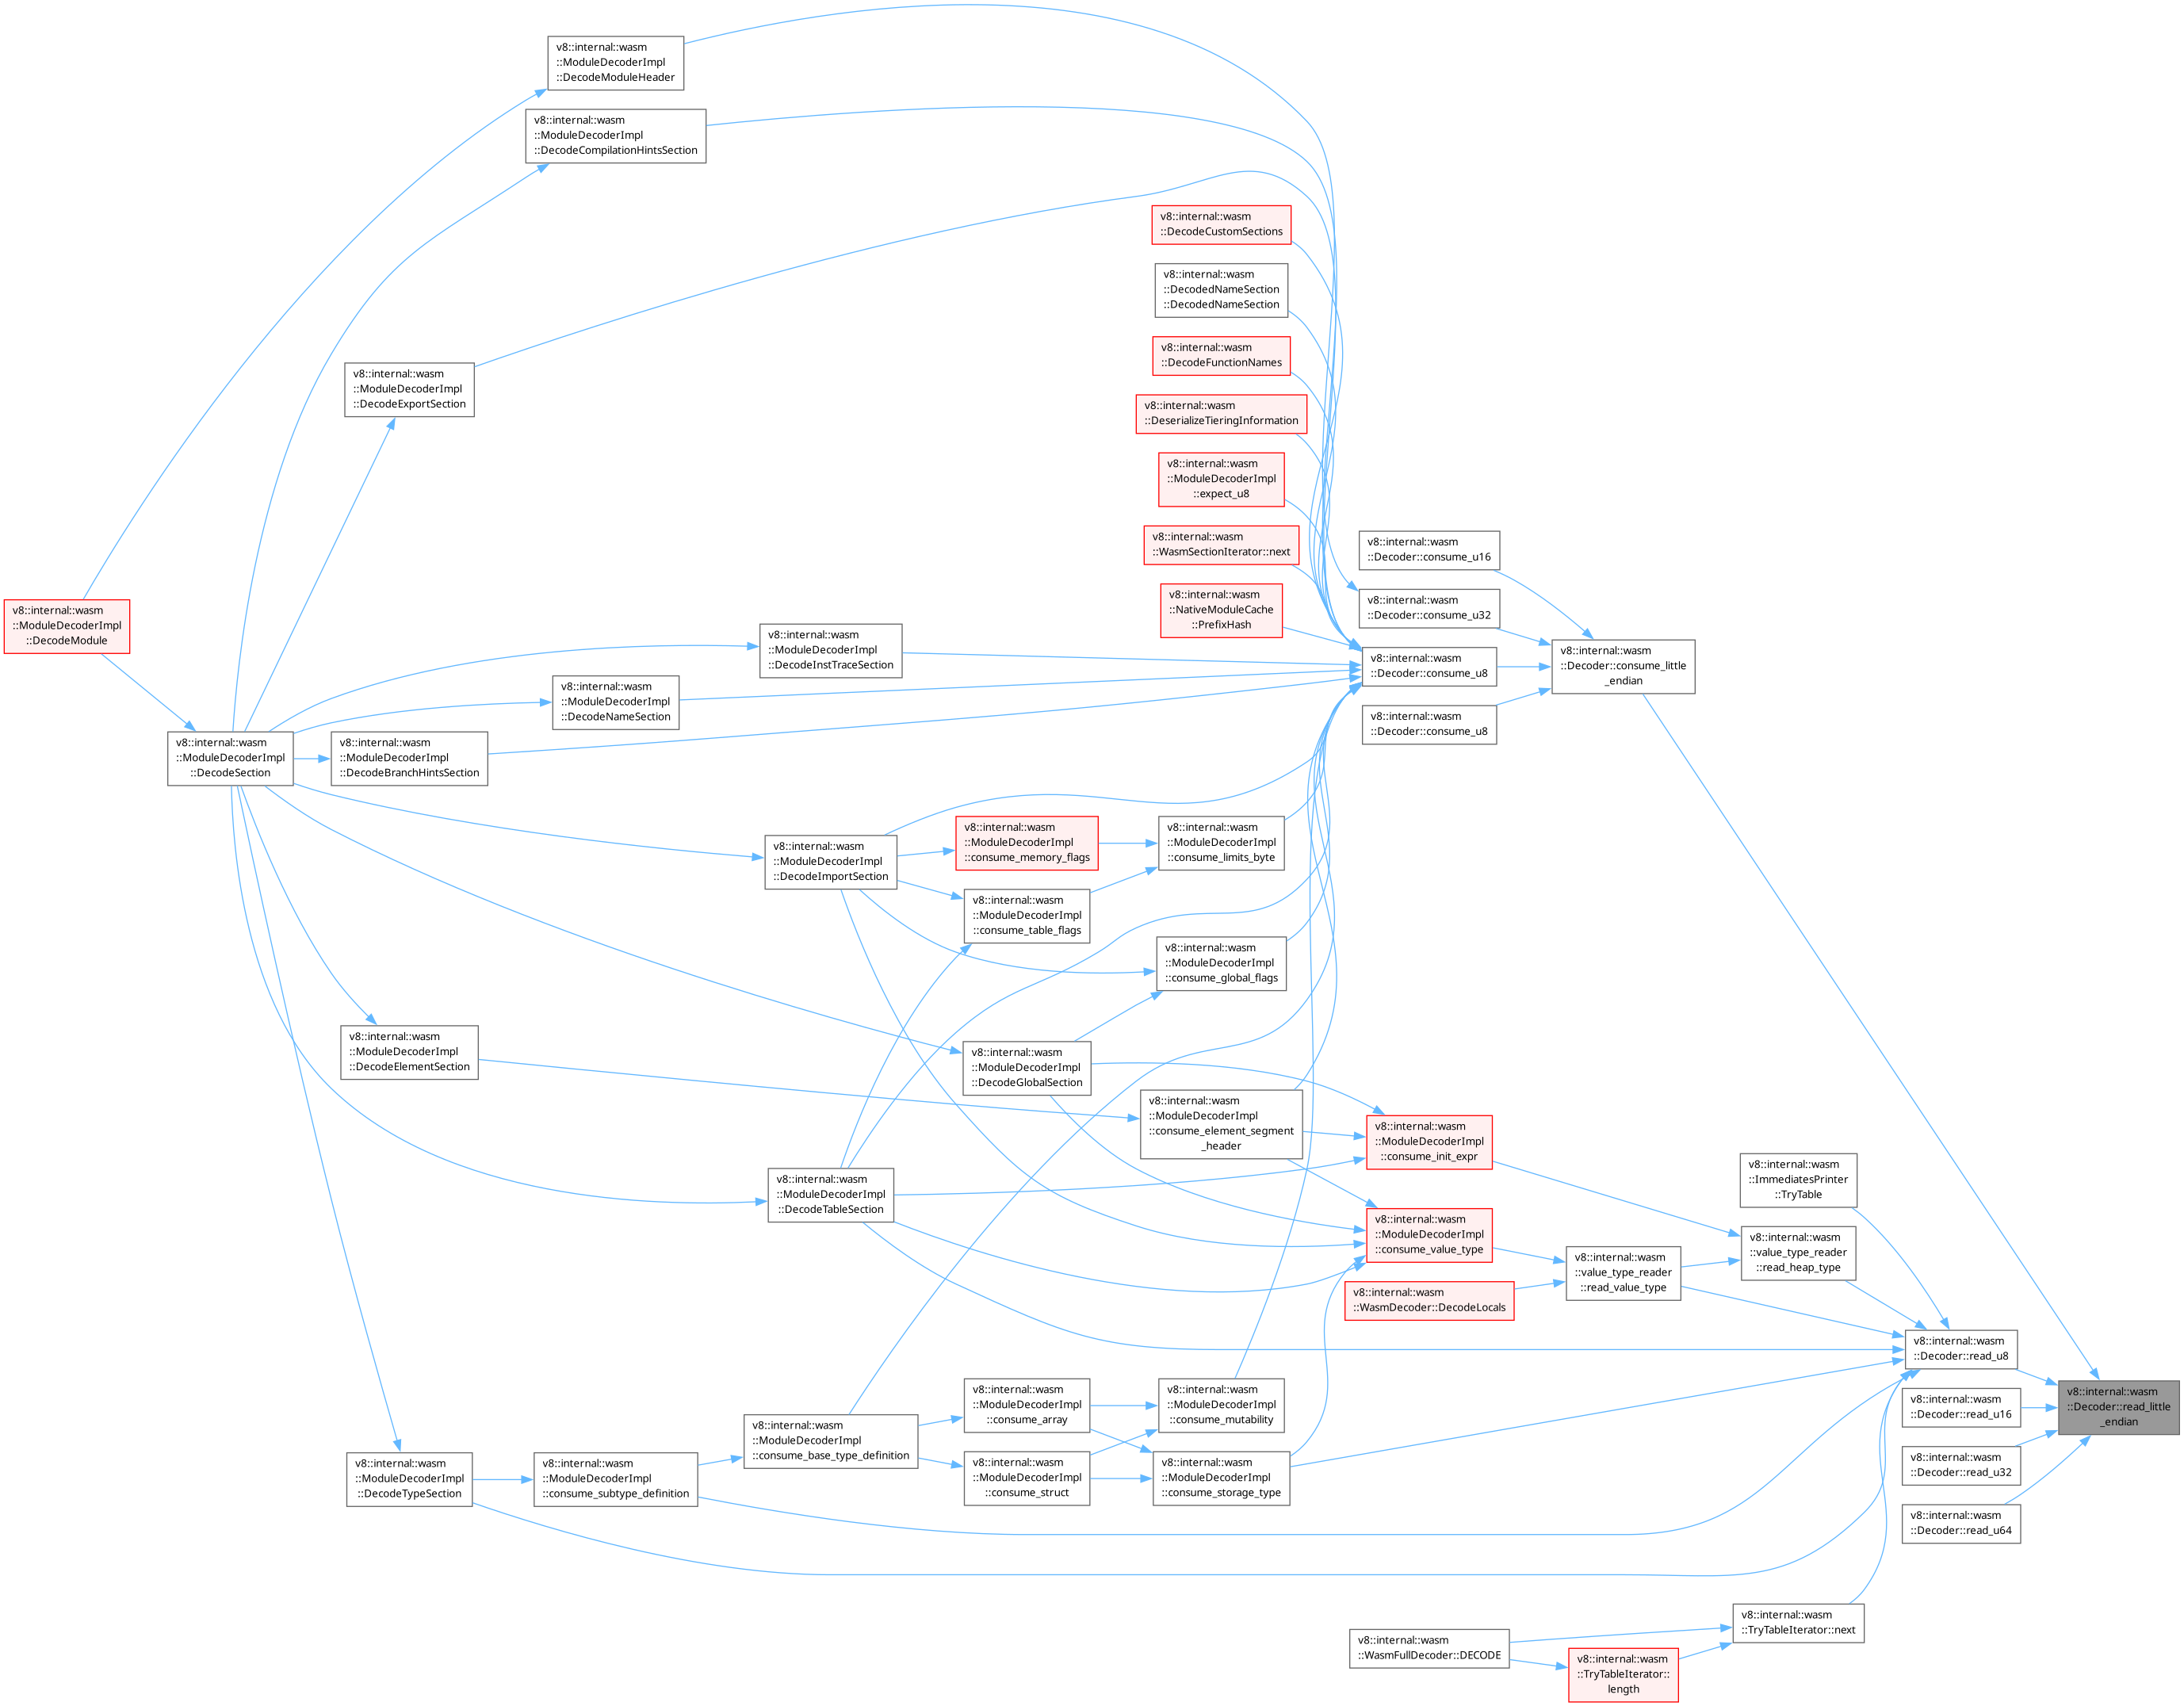 v8::internal::wasm
::ModuleDecoderImpl
::DecodeModuleHeader
v8::internal::wasm
::ModuleDecoderImpl
::DecodeCompilationHintsSection
v8::internal::wasm
::DecodeCustomSections
v8::internal::wasm
::DecodedNameSection
::DecodedNameSection
v8::internal::wasm
::DecodeFunctionNames
v8::internal::wasm
::ModuleDecoderImpl
::DecodeExportSection
v8::internal::wasm
::DeserializeTieringInformation
v8::internal::wasm
::ModuleDecoderImpl
::expect_u8
v8::internal::wasm
::WasmSectionIterator::next
v8::internal::wasm
::Decoder::consume_u16
v8::internal::wasm
::NativeModuleCache
::PrefixHash
v8::internal::wasm
::Decoder::consume_u32
v8::internal::wasm
::ModuleDecoderImpl
::DecodeModule
v8::internal::wasm
::ModuleDecoderImpl
::DecodeInstTraceSection
v8::internal::wasm
::Decoder::consume_u8
v8::internal::wasm
::Decoder::consume_little
_endian
v8::internal::wasm
::ModuleDecoderImpl
::DecodeNameSection
v8::internal::wasm
::Decoder::consume_u8
v8::internal::wasm
::ModuleDecoderImpl
::DecodeSection
v8::internal::wasm
::ModuleDecoderImpl
::DecodeBranchHintsSection
v8::internal::wasm
::ModuleDecoderImpl
::DecodeImportSection
v8::internal::wasm
::ModuleDecoderImpl
::consume_memory_flags
v8::internal::wasm
::ModuleDecoderImpl
::consume_limits_byte
v8::internal::wasm
::ModuleDecoderImpl
::consume_table_flags
v8::internal::wasm
::ModuleDecoderImpl
::consume_global_flags
v8::internal::wasm
::ModuleDecoderImpl
::DecodeElementSection
v8::internal::wasm
::ModuleDecoderImpl
::DecodeGlobalSection
v8::internal::wasm
::ModuleDecoderImpl
::consume_element_segment
_header
v8::internal::wasm
::ModuleDecoderImpl
::consume_init_expr
v8::internal::wasm
::ImmediatesPrinter
::TryTable
v8::internal::wasm
::ModuleDecoderImpl
::DecodeTableSection
v8::internal::wasm
::ModuleDecoderImpl
::consume_value_type
v8::internal::wasm
::value_type_reader
::read_value_type
v8::internal::wasm
::value_type_reader
::read_heap_type
v8::internal::wasm
::WasmDecoder::DecodeLocals
v8::internal::wasm
::Decoder::read_u8
v8::internal::wasm
::Decoder::read_little
_endian
v8::internal::wasm
::Decoder::read_u16
v8::internal::wasm
::Decoder::read_u32
v8::internal::wasm
::Decoder::read_u64
v8::internal::wasm
::ModuleDecoderImpl
::consume_array
v8::internal::wasm
::ModuleDecoderImpl
::consume_mutability
v8::internal::wasm
::ModuleDecoderImpl
::consume_base_type_definition
v8::internal::wasm
::ModuleDecoderImpl
::DecodeTypeSection
v8::internal::wasm
::ModuleDecoderImpl
::consume_subtype_definition
v8::internal::wasm
::ModuleDecoderImpl
::consume_struct
v8::internal::wasm
::ModuleDecoderImpl
::consume_storage_type
v8::internal::wasm
::TryTableIterator::next
v8::internal::wasm
::WasmFullDecoder::DECODE
v8::internal::wasm
::TryTableIterator::
length